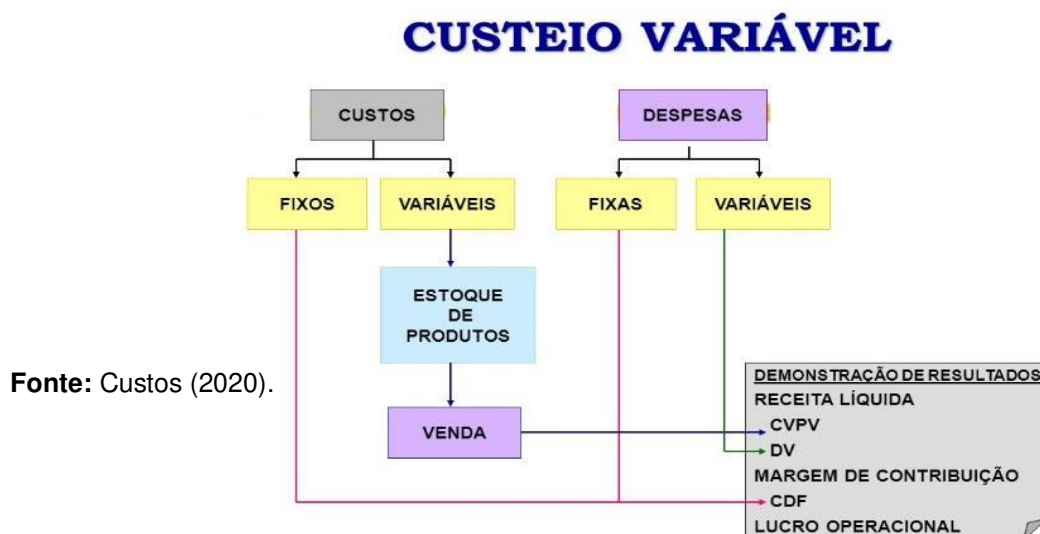 CUSTEIO VARIÁVEL
CUSTOS
DESPESAS
FIXOS
VARIÁVEIS
FIXAS
VARIÁVEIS
ESTOQUE
DE
PRODUTOS
Fonte: Custos (2020).
VENDA
DEMONSTRAÇÃO DE RESULTADOS
RECEITA LÍQUIDA
CVPV
DV
MARGEM DE CONTRIBUIÇÃO
CDF
LUCRO OPERACIONAL